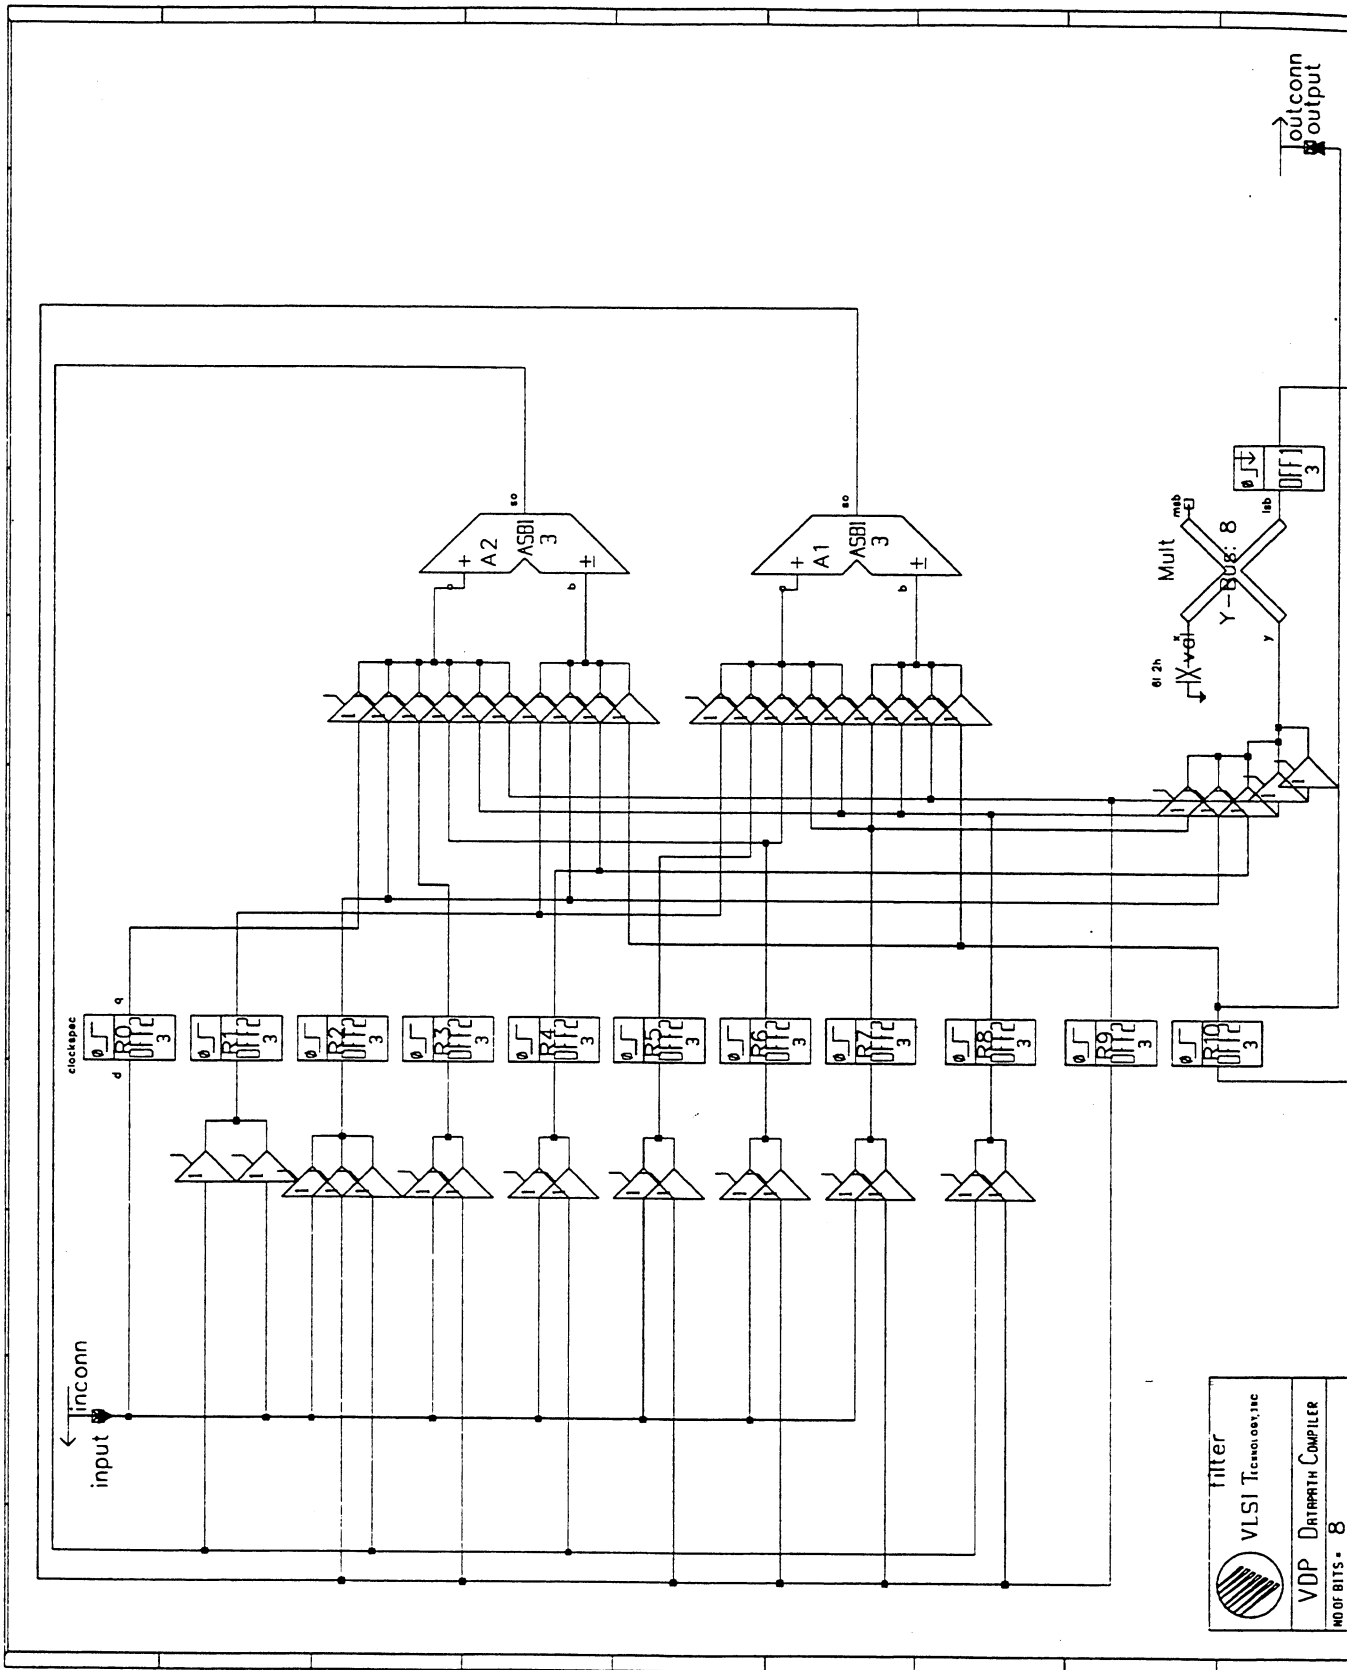 outconn
output
A2
+
ASBI
3
±
so
b
A1
+
ASBI
3
±
so
b
Mult
msb
lsb
Y-Bus: 8
X-val
x
y
61 2h
Ø
DFF1
3
clockspec
d
q
Ø
R0
DFF2
3
Ø
R1
DFF2
3
Ø
R2
DFF2
3
Ø
R3
DFF2
3
Ø
R4
DFF2
3
Ø
R5
DFF2
3
Ø
R6
DFF2
3
Ø
R7
DFF2
3
Ø
R8
DFF2
3
Ø
R9
DFF2
3
Ø
R10
DFF2
3
inconn
input
filter
VLSI TECHNOLOGY, INC
VDP DATAPATH COMPILER
NO OF BITS = 8